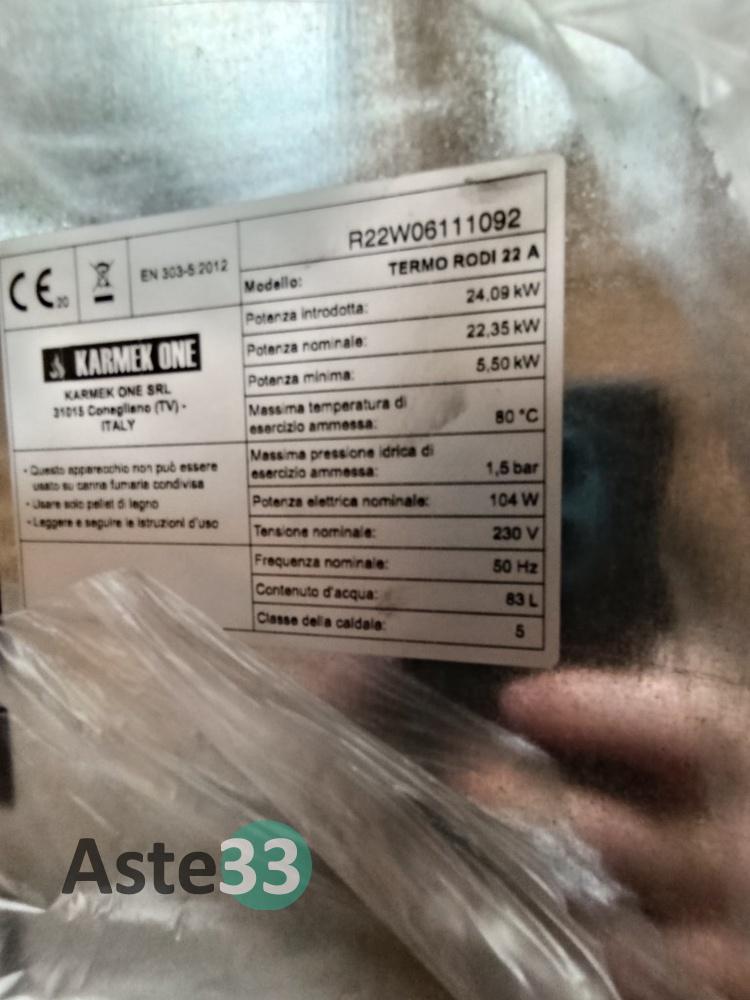 R22W06111092
CE 20
EN 303-5:2012
Modello: TERMO RODI 22 A
Potenza introdotta: 24,09 kW
Potenza nominale: 22,35 kW
Potenza minima: 5,50 kW
Massima temperatura di
esercizio ammessa: 80 °C
Massima pressione idrica di
esercizio ammessa: 1,5 bar
Potenza elettrica nominale: 104 W
Tensione nominale: 230 V
Frequenza nominale: 50 Hz
Contenuto d'acqua: 83 L
Classe della caldaia: 5
KARMEK ONE
KARMEK ONE SRL
31015 Conegliano (TV) -
ITALY
• Questo apparecchio non può essere
usato su canna fumaria condivisa
• Usare solo pellet di legno
• Leggere e seguire le istruzioni d'uso
Aste33